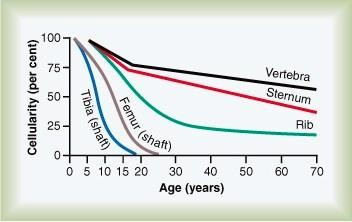 Cellularity (per cent)
100
75
50
25
0
Tibia (shaft)
Femur (shaft)
Vertebra
Sternum
Rib
0 5 10 15 20 30 40 50 60 70
Age (years)